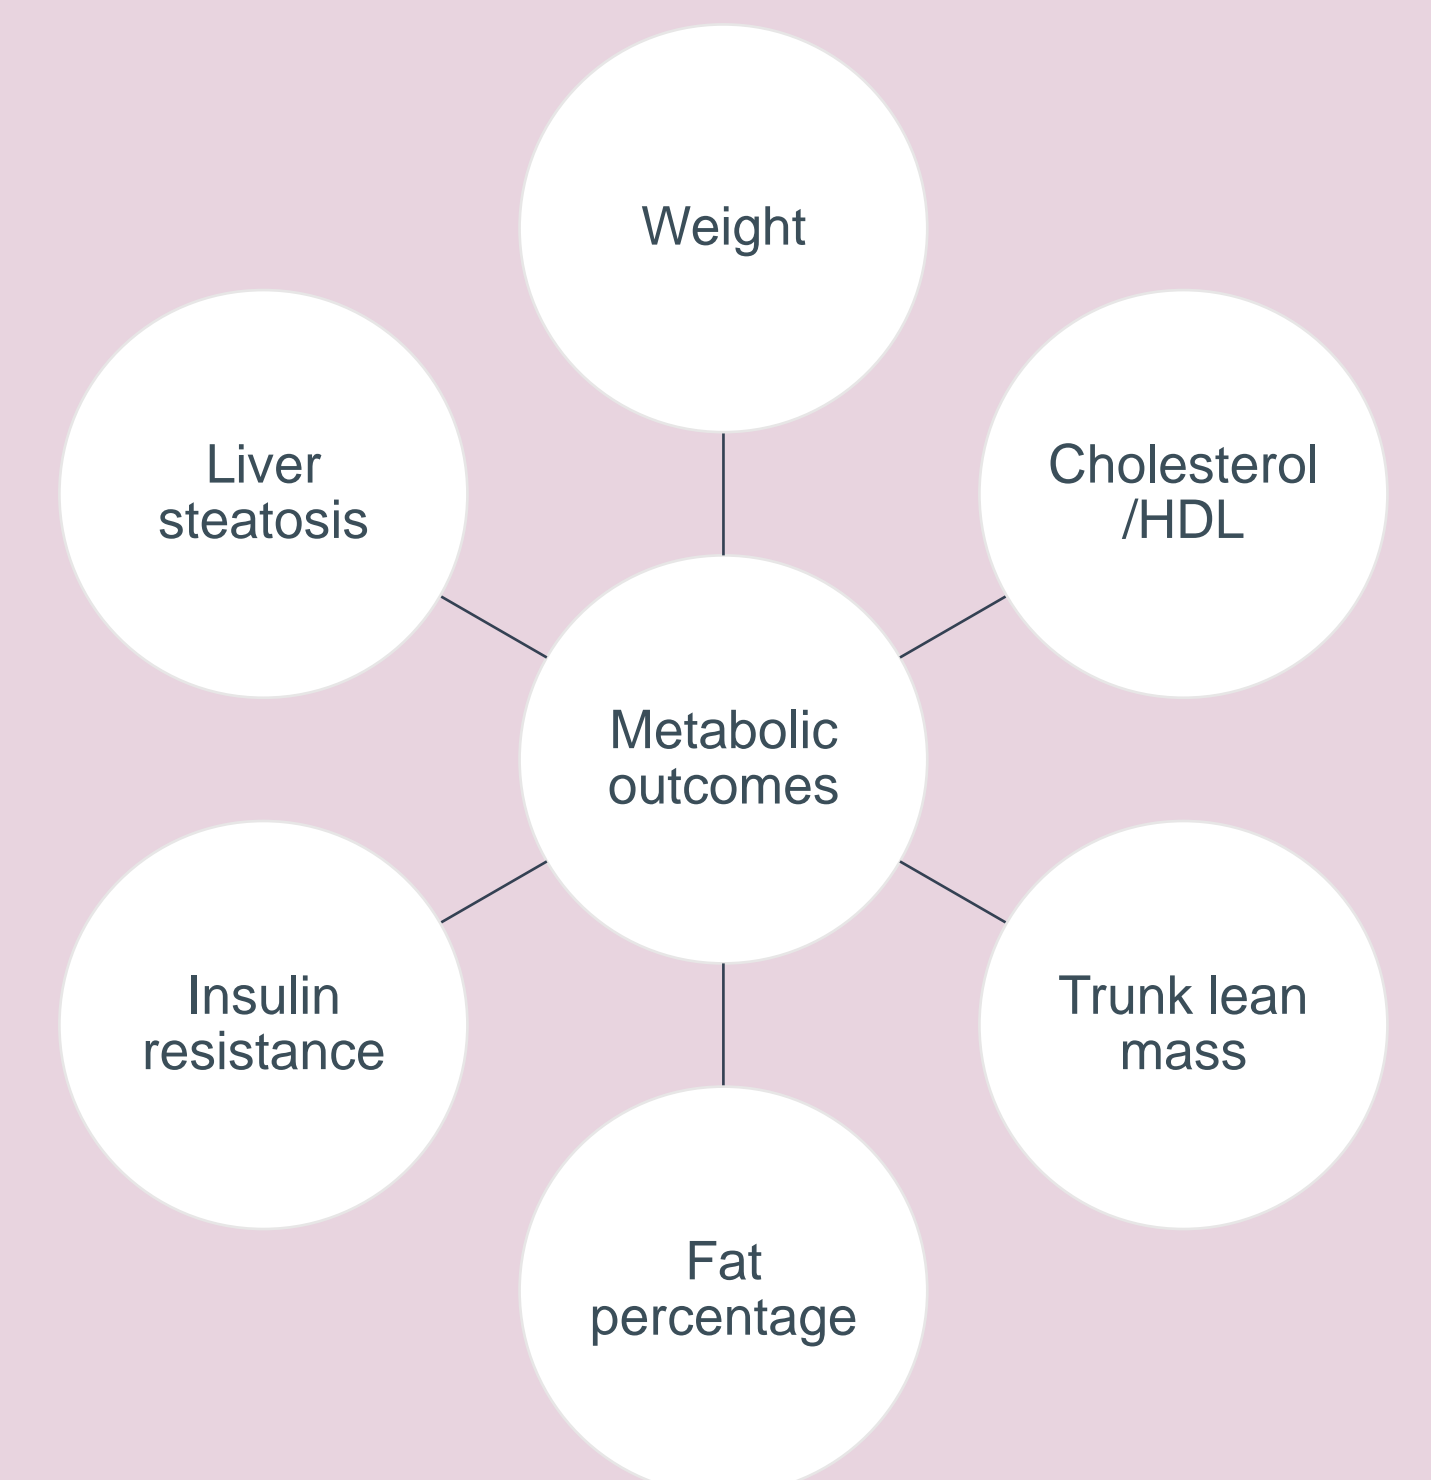 Weight
Liver
steatosis
Cholesterol
/HDL
Metabolic
outcomes
Insulin
resistance
Trunk lean
mass
Fat
percentage